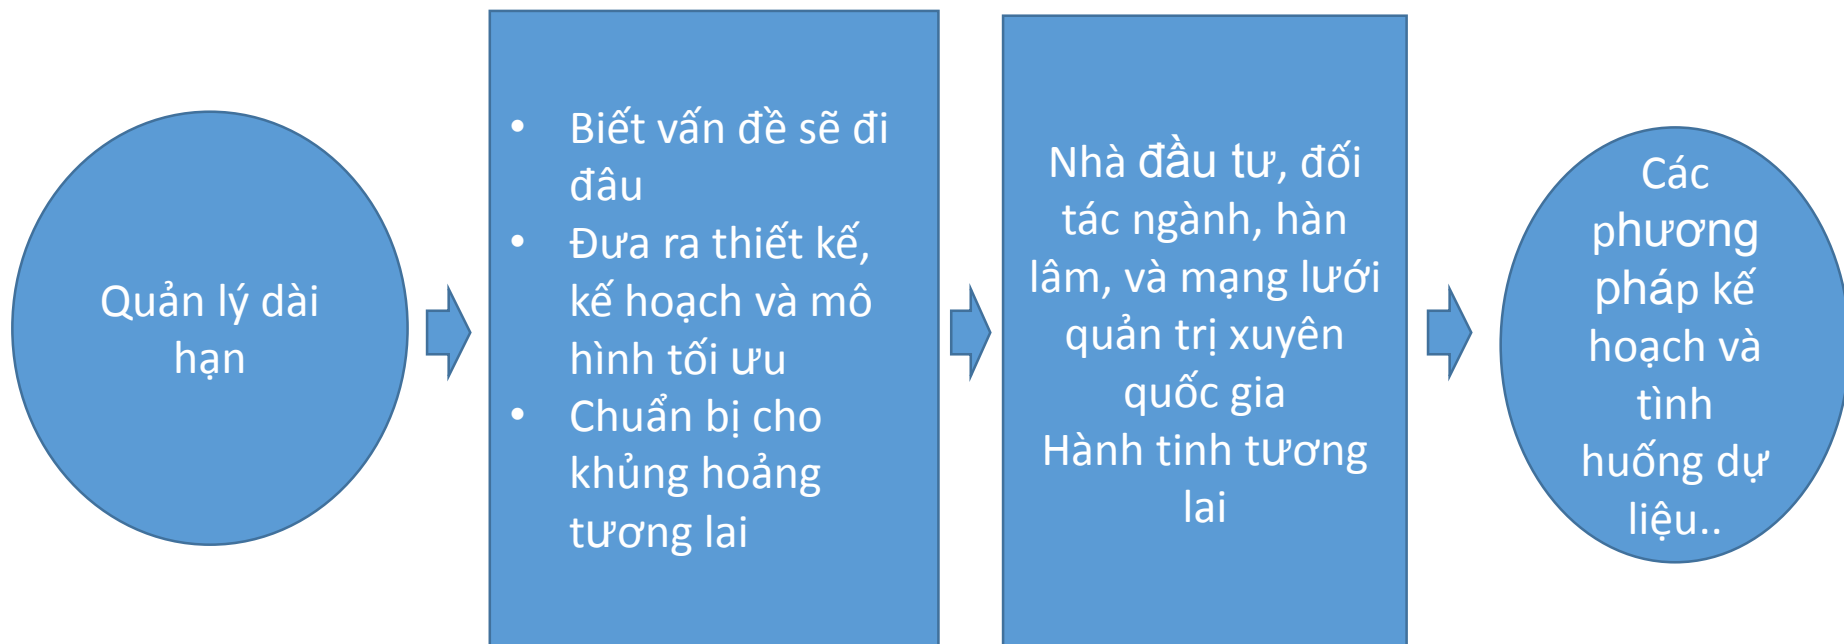 Quản lý dài
hạn
• Biết vấn đề sẽ đi
đâu
• Đưa ra thiết kế,
kế hoạch và mô
hình tối ưu
• Chuẩn bị cho
khủng hoảng
tương lai
Nhà đầu tư, đối
tác ngành, hàn
lâm, và mạng lưới
quản trị xuyên
quốc gia
Hành tinh tương
lai
Các
phương
pháp kế
hoạch và
tình
huống dự
liệu..